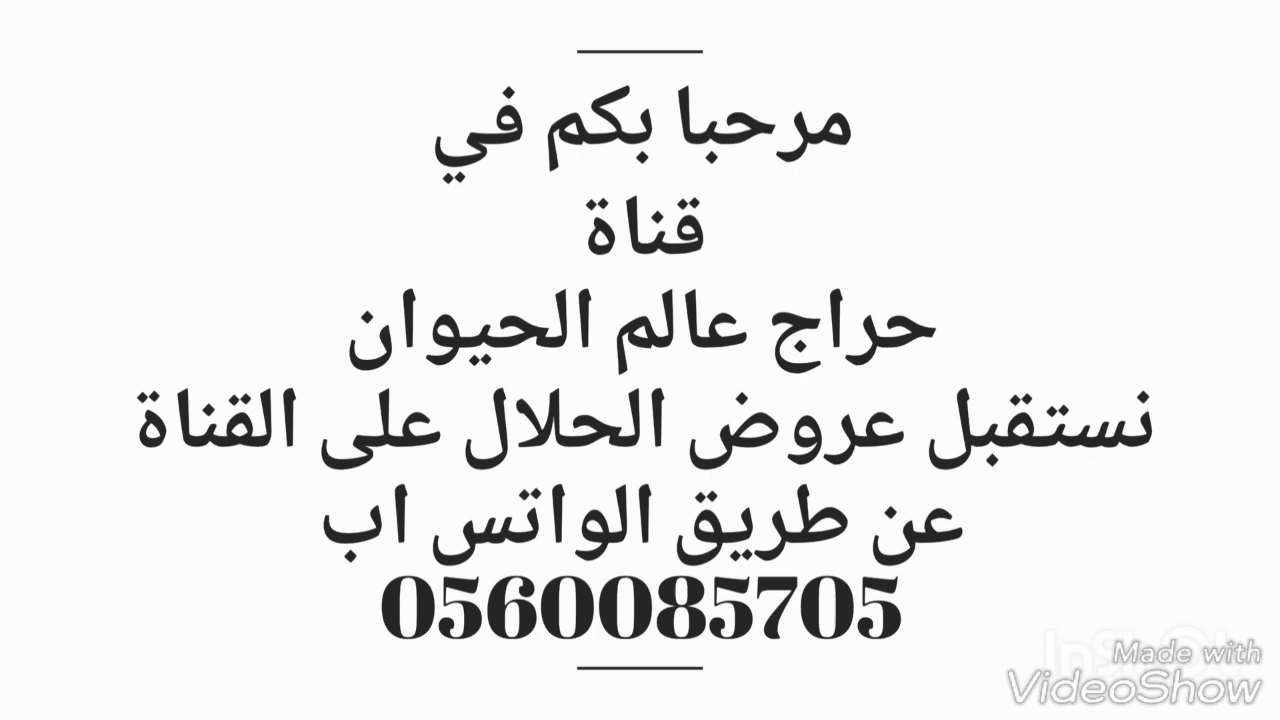 مرحبا بكم في
قناة
حراج عالم الحيوان
نستقبل عروض الحلال على القناة
عن طريق الواتس اب
0560085705
InShOt
Made with
VideoShow